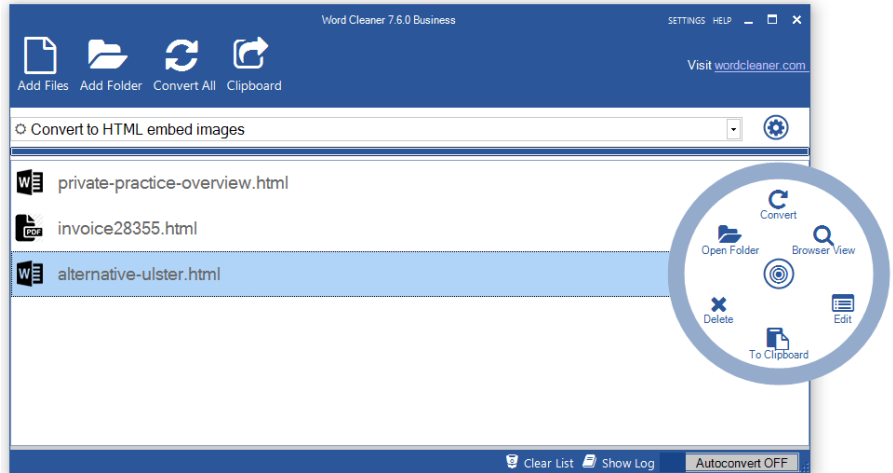 Word Cleaner 7.6.0 Business
SETTINGS HELP
Add Files Add Folder Convert All Clipboard
Visit wordcleaner.com
Convert to HTML embed images
private-practice-overview.html
PDF invoice28355.html
alternative-ulster.html
Convert
Open Folder Browser View
Delete Edit
To Clipboard
Clear List Show Log Autoconvert OFF